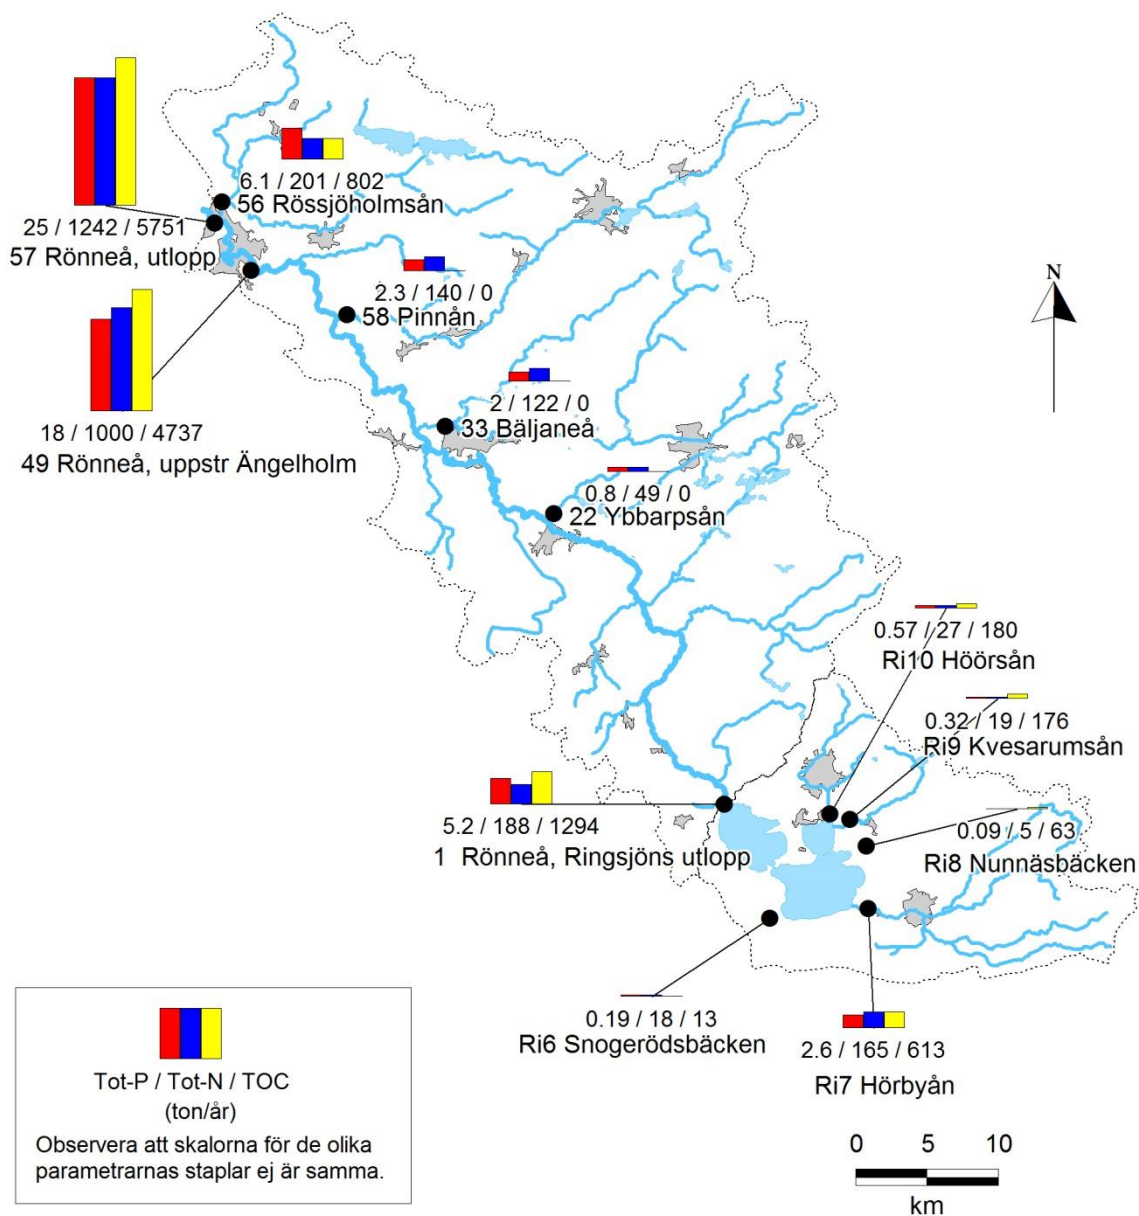 6.1 / 201 / 802
56 Rössjöholmsån
25 / 1242 / 5751
57 Rönneå, utlopp
N
2.3 / 140 / 0
58 Pinnån
2 / 122 / 0
33 Bäljaneå
18 / 1000 / 4737
49 Rönneå, uppstr Ängelholm
0.8 / 49 / 0
22 Ybbarpsån
0.57 / 27 / 180
Ri10 Höörsån
0.32 / 19 / 176
Ri9 Kvesarumsån
5.2 / 188 / 1294
1 Rönneå, Ringsjöns utlopp
0.09 / 5 / 63
Ri8 Nunnäsbäcken
0.19 / 18 / 13
Ri6 Snogerödsbäcken
2.6 / 165 / 613
Ri7 Hörbyån
Tot-P / Tot-N / TOC
(ton/år)
Observera att skalorna för de olika
parametrarnas staplar ej är samma.
0 5 10
km